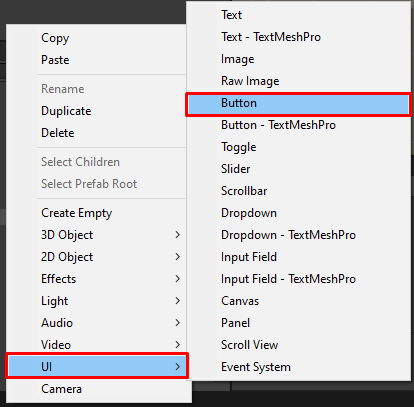 Copy
Paste
Rename
Duplicate
Delete
Select Children
Select Prefab Root
Create Empty
3D Object
2D Object
Effects
Light
Audio
Video
UI
Camera
Text
Text - TextMeshPro
Image
Raw Image
Button
Button - TextMeshPro
Toggle
Slider
Scrollbar
Dropdown
Dropdown - TextMeshPro
Input Field
Input Field - TextMeshPro
Canvas
Panel
Scroll View
Event System